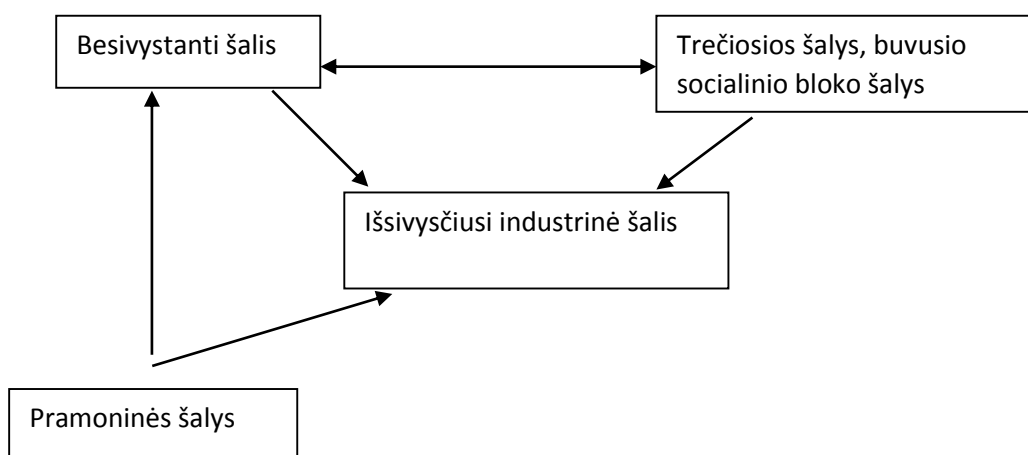 Besivystanti šalis
Trečiosios šalys, buvusio
socialinio bloko šalys
Išsivysčiusi industrinė šalis
Pramoninės šalys